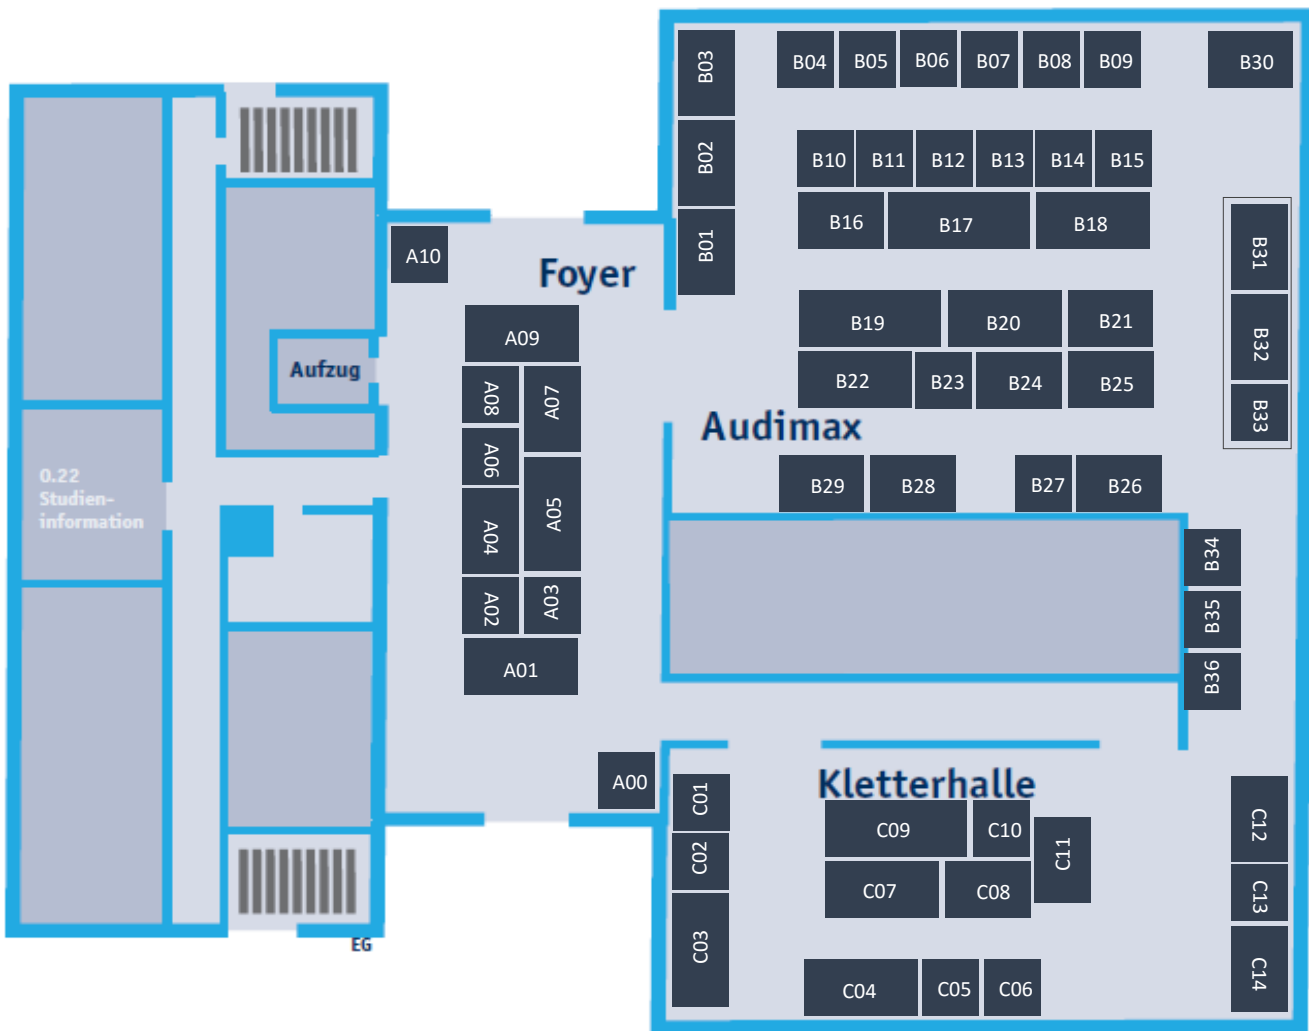 B03
B04
B05
B06
B07
B08
B09
B30
B02
B10
B11
B12
B13
B14
B15
B01
B16
B17
B18
A10
Foyer
B31
B32
B33
A09
B19
B20
B21
Aufzug
A08
A07
B22
B23
B24
B25
Audimax
A06
0.22
Studien-
information
A05
A04
B29
B28
B27
B26
B34
B35
B36
A02
A03
A01
A00
Kletterhalle
C01
C02
C03
C09
C10
C11
C07
C08
C12
C13
C14
EG
C04
C05
C06